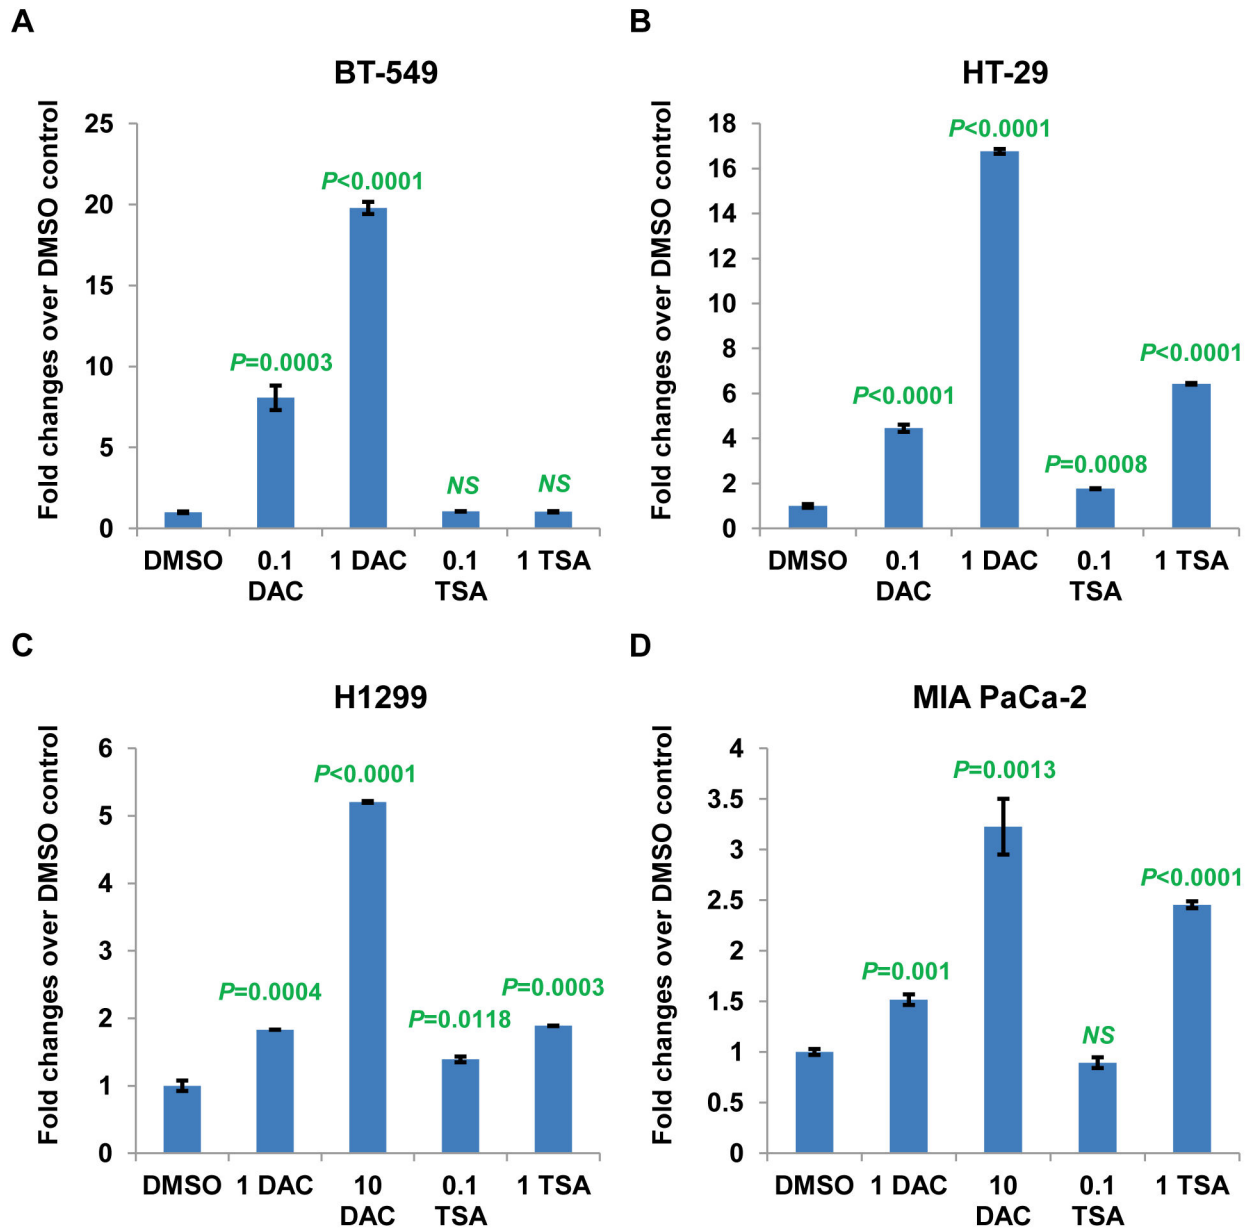 A
BT-549
Fold changes over DMSO control
25
20
15
10
5
0
P=0.0003
P<0.0001
NS
NS
DMSO
0.1
DAC
1 DAC
0.1
TSA
1 TSA
B
HT-29
Fold changes over DMSO control
18
16
14
12
10
8
6
4
2
0
P<0.0001
P<0.0001
P=0.0008
P<0.0001
DMSO
0.1
DAC
1 DAC
0.1
TSA
1 TSA
C
H1299
Fold changes over DMSO control
6
5
4
3
2
1
0
P=0.0004
P<0.0001
P=0.0118
P=0.0003
DMSO
1 DAC
10
DAC
0.1
TSA
1 TSA
D
MIA PaCa-2
Fold changes over DMSO control
4
3.5
3
2.5
2
1.5
1
0.5
0
P=0.001
P=0.0013
NS
P<0.0001
DMSO
1 DAC
10
DAC
0.1
TSA
1 TSA